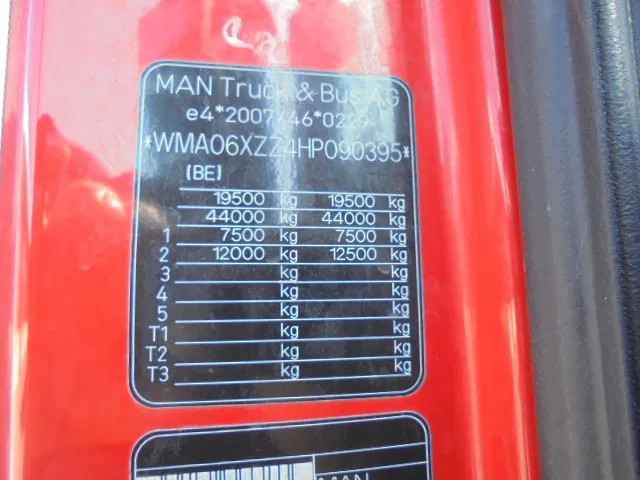 MAN Truck & Bus AG
e4*2007/46*0229
*WMA06XZZ4HP090395*
(BE)
19500 kg 19500 kg
44000 kg 44000 kg
1 7500 kg 7500 kg
2 12000 kg 12500 kg
3 kg kg
4 kg kg
5 kg kg
T1 kg kg
T2 kg kg
T3 kg kg
MAN